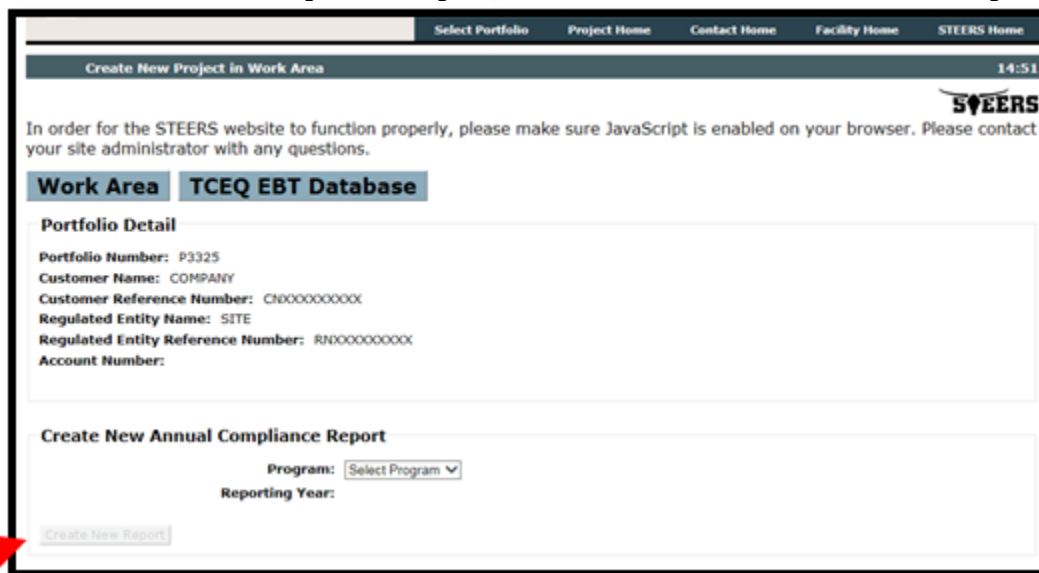 Select Portfolio Project Home Contact Home Facility Home STEERS Home
Create New Project in Work Area 14:51
STEERS
In order for the STEERS website to function properly, please make sure JavaScript is enabled on your browser. Please contact
your site administrator with any questions.
Work Area TCEQ EBT Database
Portfolio Detail
Portfolio Number: P3325
Customer Name: COMPANY
Customer Reference Number: CNXXXXXXXXX
Regulated Entity Name: SITE
Regulated Entity Reference Number: RNXXXXXXXXX
Account Number:
Create New Annual Compliance Report
Program: Select Program
Reporting Year:
Create New Report